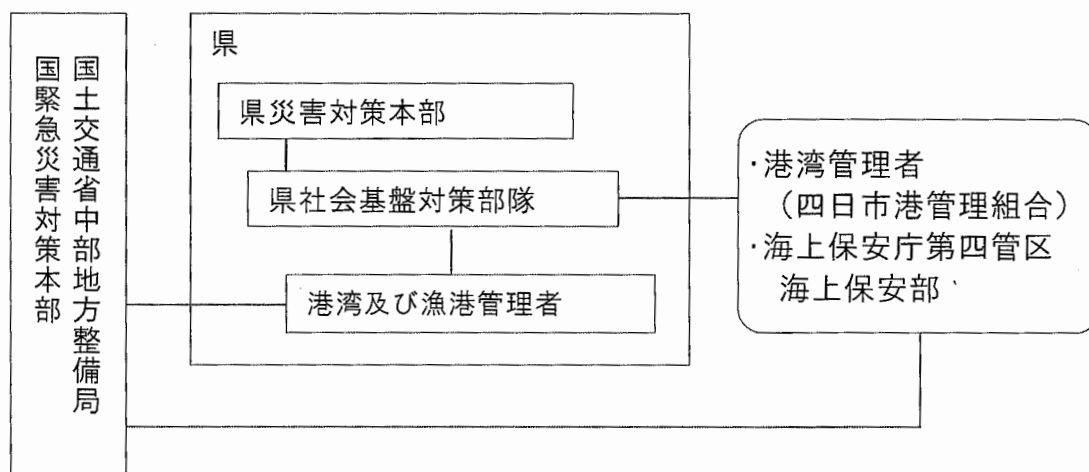 国土交通省中部地方整備局
国緊急災害対策本部
県
県災害対策本部
県社会基盤対策部隊
港湾及び漁港管理者
・港湾管理者
（四日市港管理組合）
・海上保安庁第四管区
海上保安部